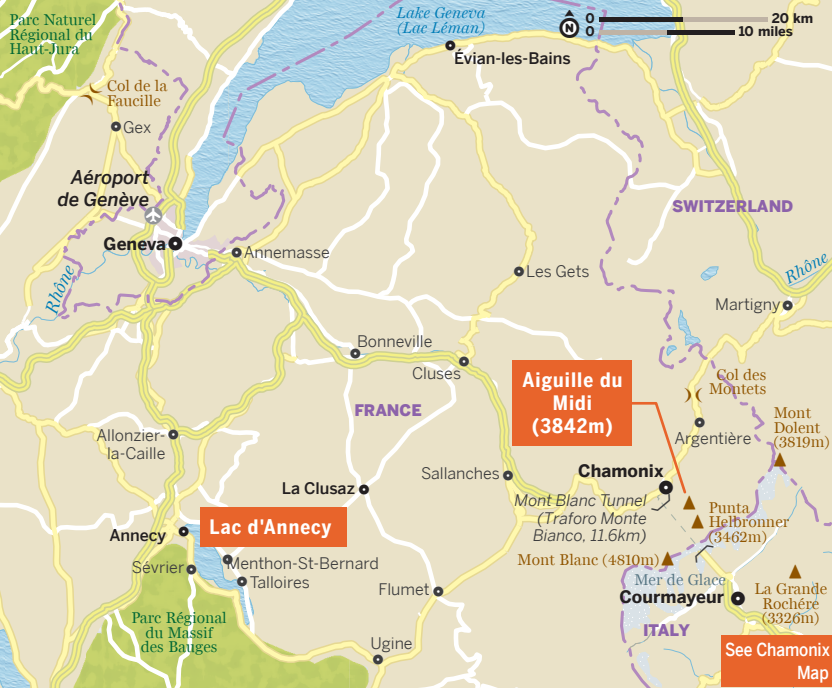 Parc Naturel
Régional du
Haut-Jura
Lake Geneva
(Lac Léman)
N
0
20 km
0
10 miles
Évian-les-Bains
Col de la
Faucille
Gex
Aéroport
de Genève
SWITZERLAND
Geneva
Annemasse
Rhône
Les Gets
Rhône
Martigny
Bonneville
Cluses
Aiguille du
Midi
(3842m)
Col des
Montets
FRANCE
Mont
Dolent
(3819m)
Allonzier-
la-Caille
Argentière
Sallanches
Chamonix
La Clusaz
Mont Blanc Tunnel
(Traforo Monte
Bianco, 11.6km)
Punta
Helbronner
(3462m)
Annecy
Lac d'Annecy
Mont Blanc (4810m)
Sévrier
Menthon-St-Bernard
Talloires
Mer de Glace
Flumet
Courmayeur
La Grande
Rochére
(3326m)
Parc Régional
du Massif
des Bauges
ITALY
Ugine
See Chamonix
Map